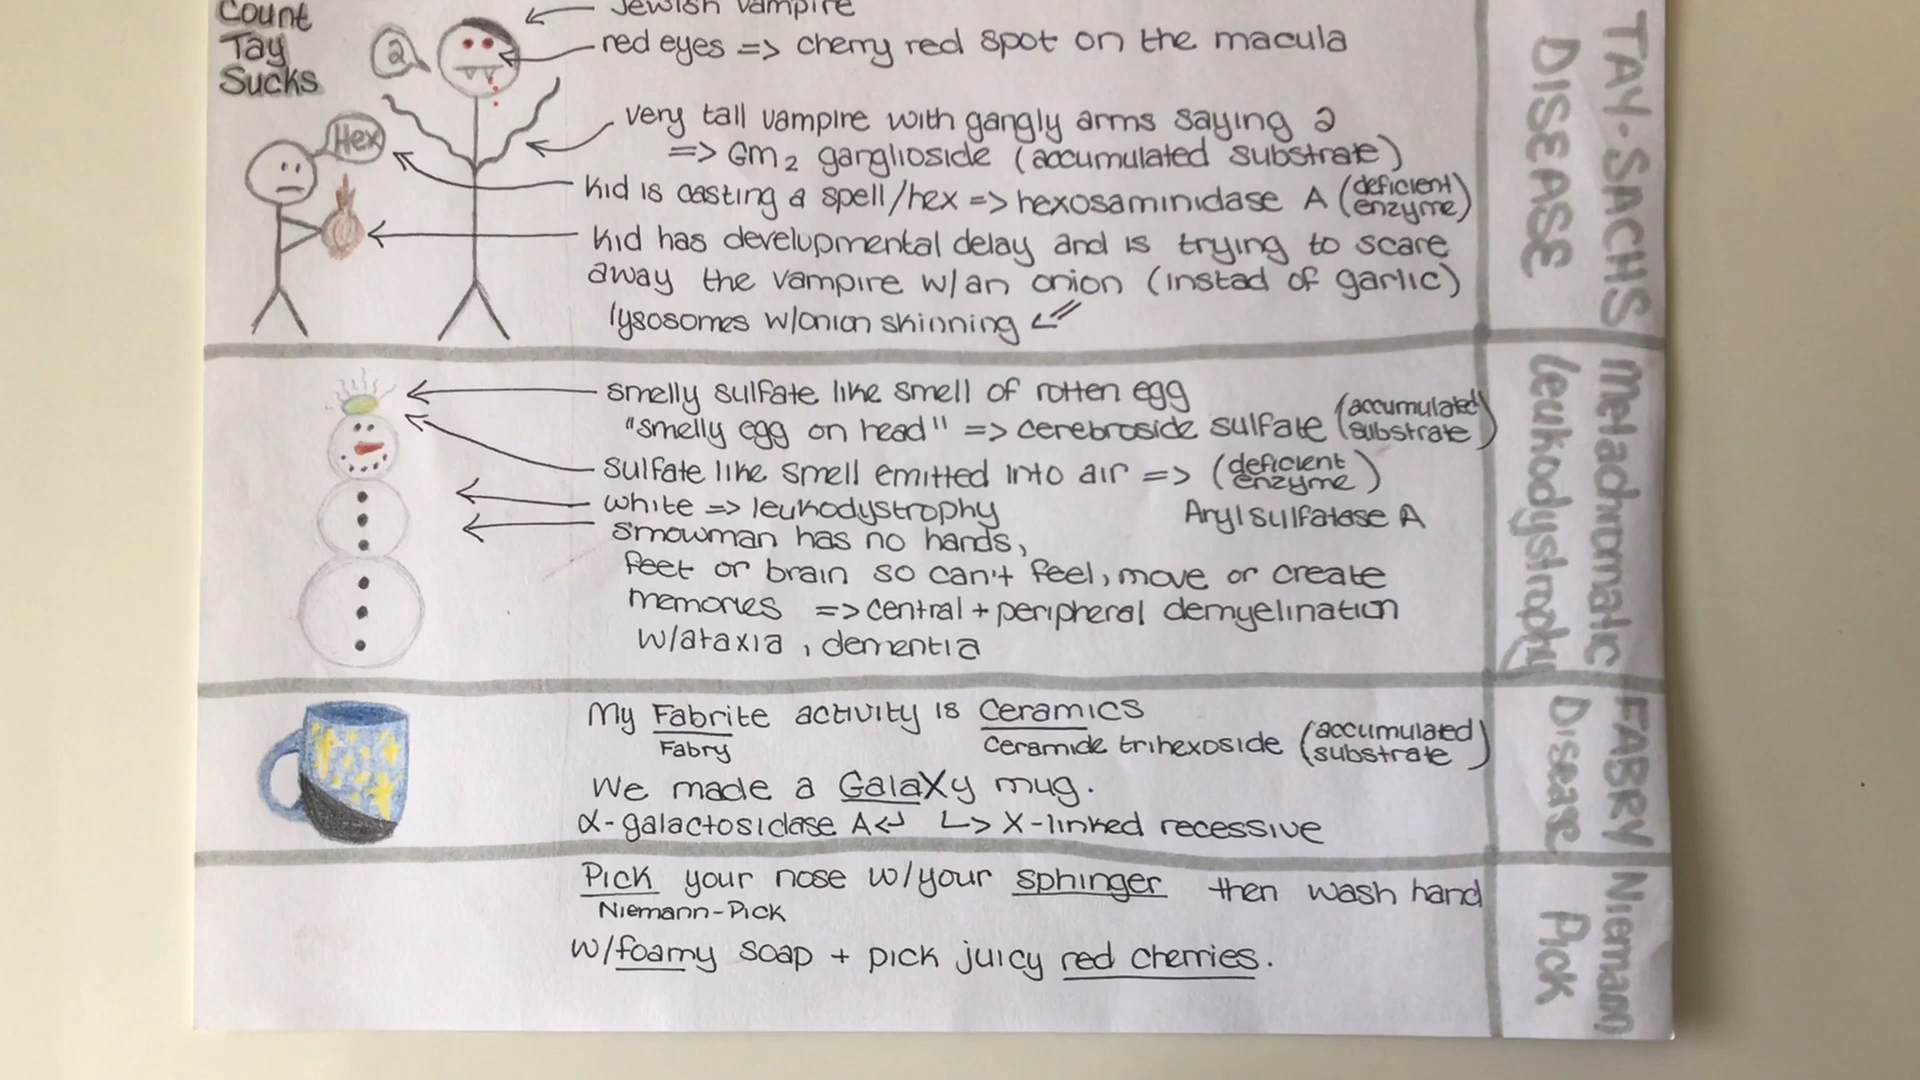 Count
Tay
Sucks
Jewish vampire
2
red eyes => cherry red spot on the macula
very tall vampire with gangly arms saying 2
=> GM2 ganglioside (accumulated substrate)
Hex
kid is casting a spell/hex => hexosaminidase A (deficient enzyme)
kid has developmental delay and is trying to scare
away the vampire w/an onion (instad of garlic)
lysosomes w/onion skinning
TAY-SACHS
DISEASE
smelly sulfate like smell of rotten egg
"smelly egg on head" => cerebroside sulfate (accumulated substrate)
sulfate like smell emitted into air => (deficient enzyme)
white => leukodystrophy
Arylsulfatase A
snowman has no hands,
feet or brain so can't feel, move or create
memories => central + peripheral demyelination
w/ataxia, dementia
Metachromatic
Leukodystrophy
My Fabrite activity is Ceramics
Fabry
ceramide trihexoside (accumulated substrate)
We made a GalaXy mug.
α-galactosidase A X-linked recessive
FABRY
Disease
Pick your nose w/your sphinger then wash hand
Niemann-Pick
w/foamy soap + pick juicy red cherries.
Niemann
Pick